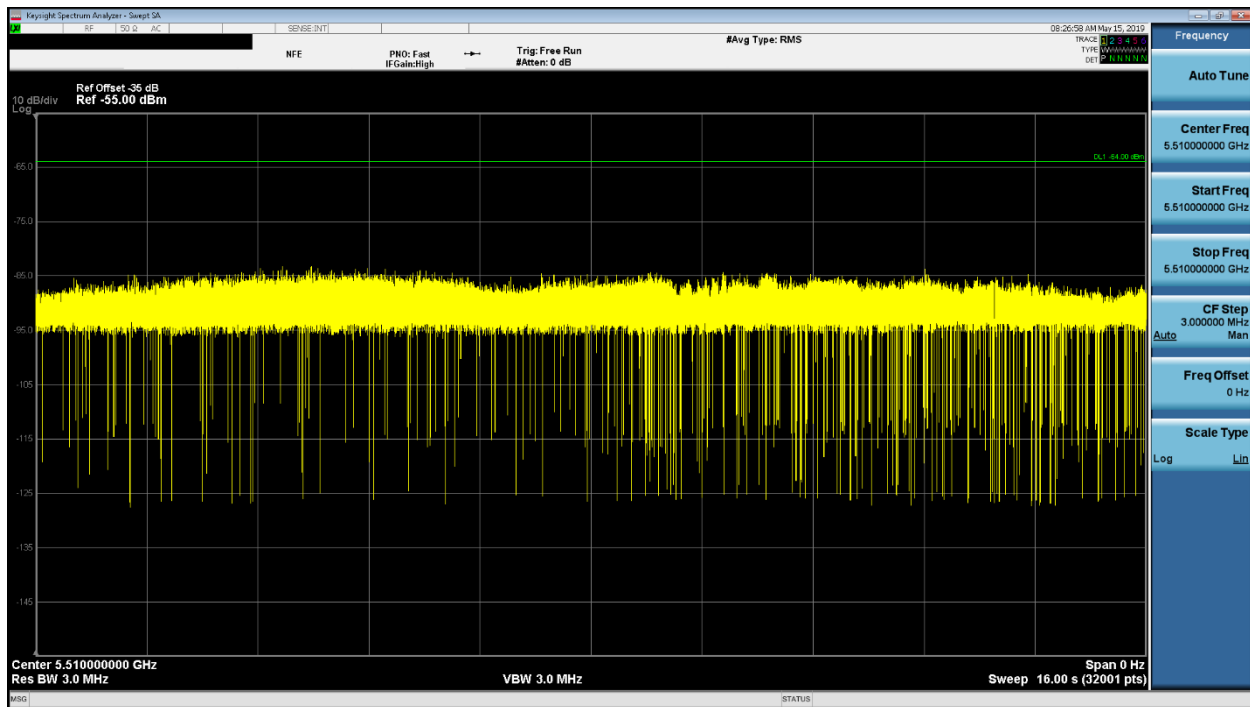 Keysight Spectrum Analyzer - Swept SA
RF 50 Ω AC SENSE:INT 08:26:58 AM May 15, 2019
NFE
PNO: Fast
IFGain:High
Trig: Free Run
#Atten: 0 dB
#Avg Type: RMS
TRACE 1 2 3 4 5 6
TYPE
DET P N N N N N
Ref Offset -35 dB
10 dB/div Ref -55.00 dBm
Log
DL1 -64.00 dBm
-65.0
-75.0
-85.0
-95.0
-105
-115
-125
-135
-145
Center 5.510000000 GHz Span 0 Hz
Res BW 3.0 MHz VBW 3.0 MHz Sweep 16.00 s (32001 pts)
MSG STATUS
Frequency
Auto Tune
Center Freq
5.510000000 GHz
Start Freq
5.510000000 GHz
Stop Freq
5.510000000 GHz
CF Step
3.000000 MHz
Auto Man
Freq Offset
0 Hz
Scale Type
Log Lin